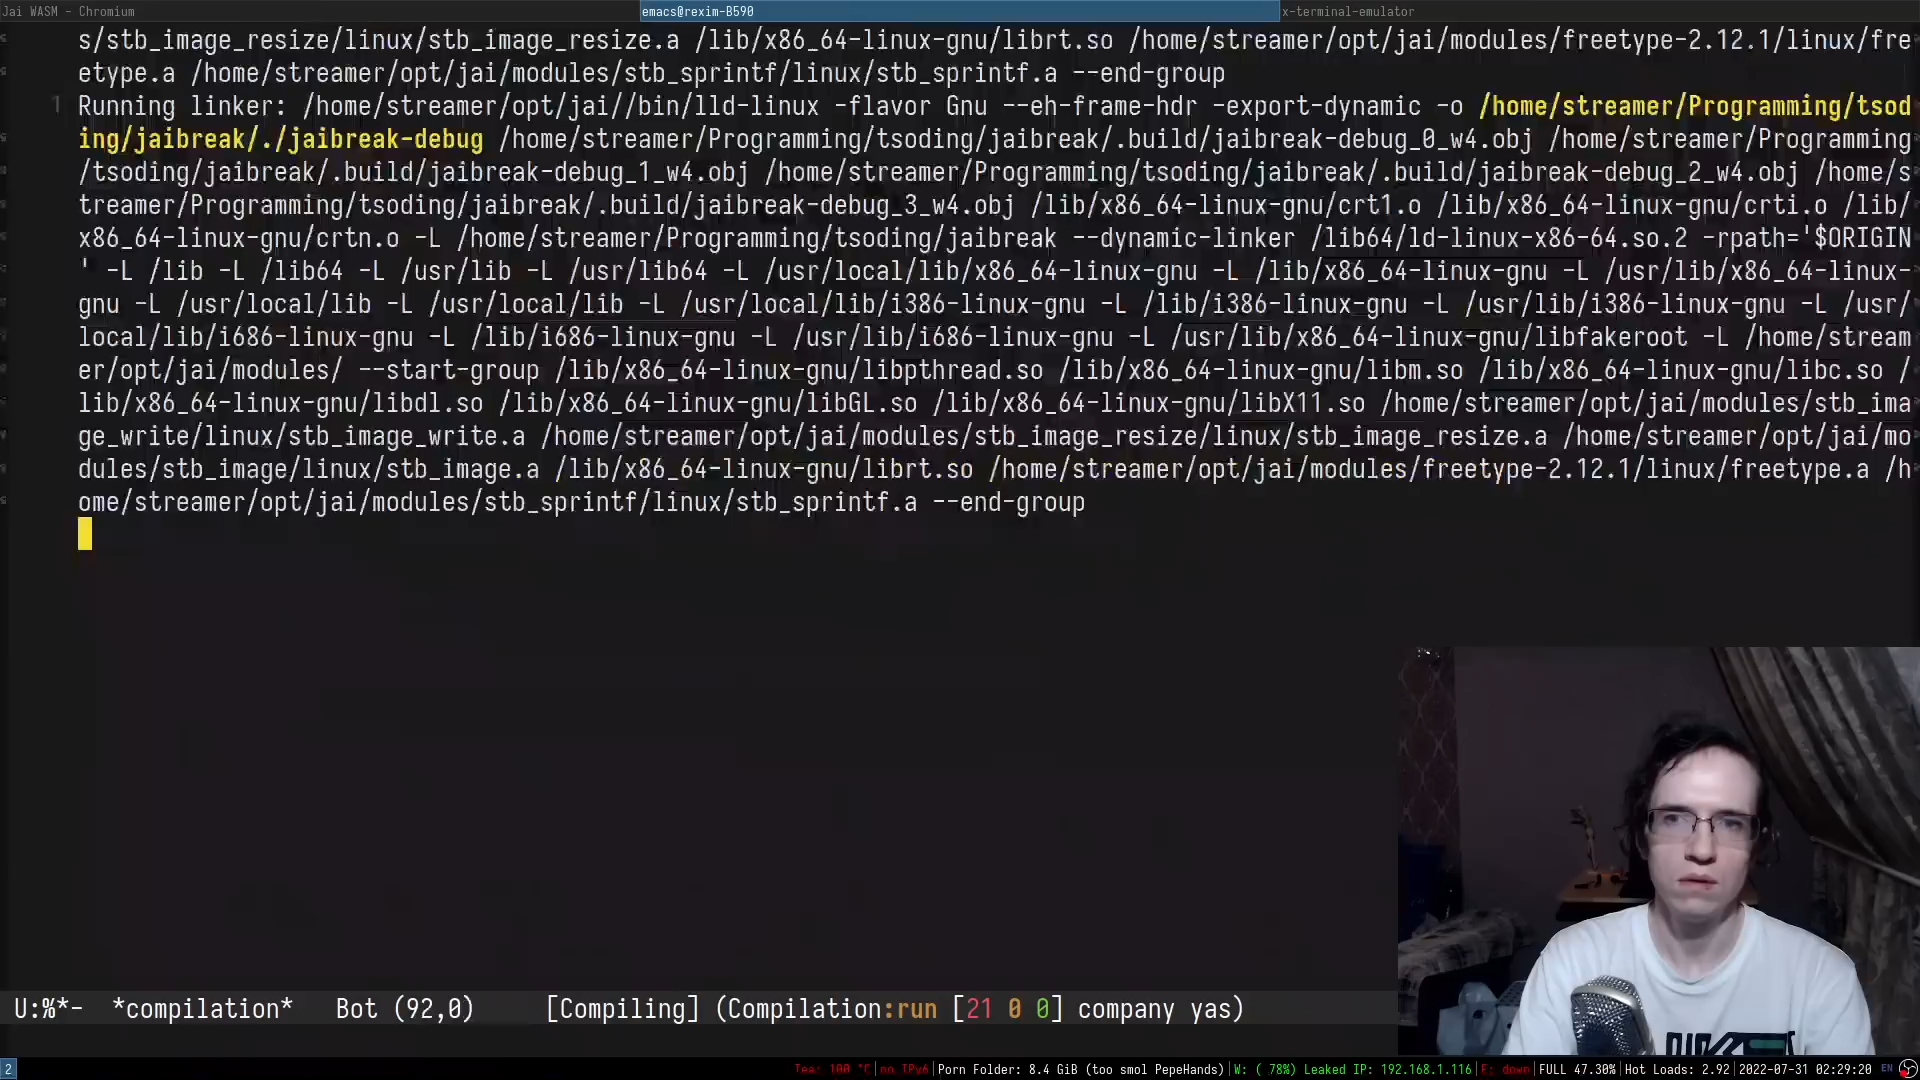 Jai WASM - Chromium
emacs@rexim-B590
x-terminal-emulator
s/stb_image_resize/linux/stb_image_resize.a /lib/x86_64-linux-gnu/librt.so /home/streamer/opt/jai/modules/freetype-2.12.1/linux/fre
etype.a /home/streamer/opt/jai/modules/stb_sprintf/linux/stb_sprintf.a --end-group
1 Running linker: /home/streamer/opt/jai//bin/lld-linux -flavor Gnu --eh-frame-hdr -export-dynamic -o /home/streamer/Programming/tsod
ing/jaibreak/./jaibreak-debug /home/streamer/Programming/tsoding/jaibreak/.build/jaibreak-debug_0_w4.obj /home/streamer/Programming
/tsoding/jaibreak/.build/jaibreak-debug_1_w4.obj /home/streamer/Programming/tsoding/jaibreak/.build/jaibreak-debug_2_w4.obj /home/s
treamer/Programming/tsoding/jaibreak/.build/jaibreak-debug_3_w4.obj /lib/x86_64-linux-gnu/crt1.o /lib/x86_64-linux-gnu/crti.o /lib/
x86_64-linux-gnu/crtn.o -L /home/streamer/Programming/tsoding/jaibreak --dynamic-linker /lib64/ld-linux-x86-64.so.2 -rpath='$ORIGIN
' -L /lib -L /lib64 -L /usr/lib -L /usr/lib64 -L /usr/local/lib/x86_64-linux-gnu -L /lib/x86_64-linux-gnu -L /usr/lib/x86_64-linux-
gnu -L /usr/local/lib -L /usr/local/lib -L /usr/local/lib/i386-linux-gnu -L /lib/i386-linux-gnu -L /usr/lib/i386-linux-gnu -L /usr/
local/lib/i686-linux-gnu -L /lib/i686-linux-gnu -L /usr/lib/i686-linux-gnu -L /usr/lib/x86_64-linux-gnu/libfakeroot -L /home/stream
er/opt/jai/modules/ --start-group /lib/x86_64-linux-gnu/libpthread.so /lib/x86_64-linux-gnu/libm.so /lib/x86_64-linux-gnu/libc.so /
lib/x86_64-linux-gnu/libdl.so /lib/x86_64-linux-gnu/libGL.so /lib/x86_64-linux-gnu/libX11.so /home/streamer/opt/jai/modules/stb_ima
ge_write/linux/stb_image_write.a /home/streamer/opt/jai/modules/stb_image_resize/linux/stb_image_resize.a /home/streamer/opt/jai/mo
dules/stb_image/linux/stb_image.a /lib/x86_64-linux-gnu/librt.so /home/streamer/opt/jai/modules/freetype-2.12.1/linux/freetype.a /h
ome/streamer/opt/jai/modules/stb_sprintf/linux/stb_sprintf.a --end-group
U:%*- *compilation* Bot (92,0) [Compiling] (Compilation:run [21 0 0] company yas)
2 Tea: 100 °C|no IPv6|Porn Folder: 8.4 GiB (too smol PepeHands)|W: ( 78%) Leaked IP: 192.168.1.116|E: down|FULL 47.30%|Hot Loads: 2.92|2022-07-31 02:29:20 EN